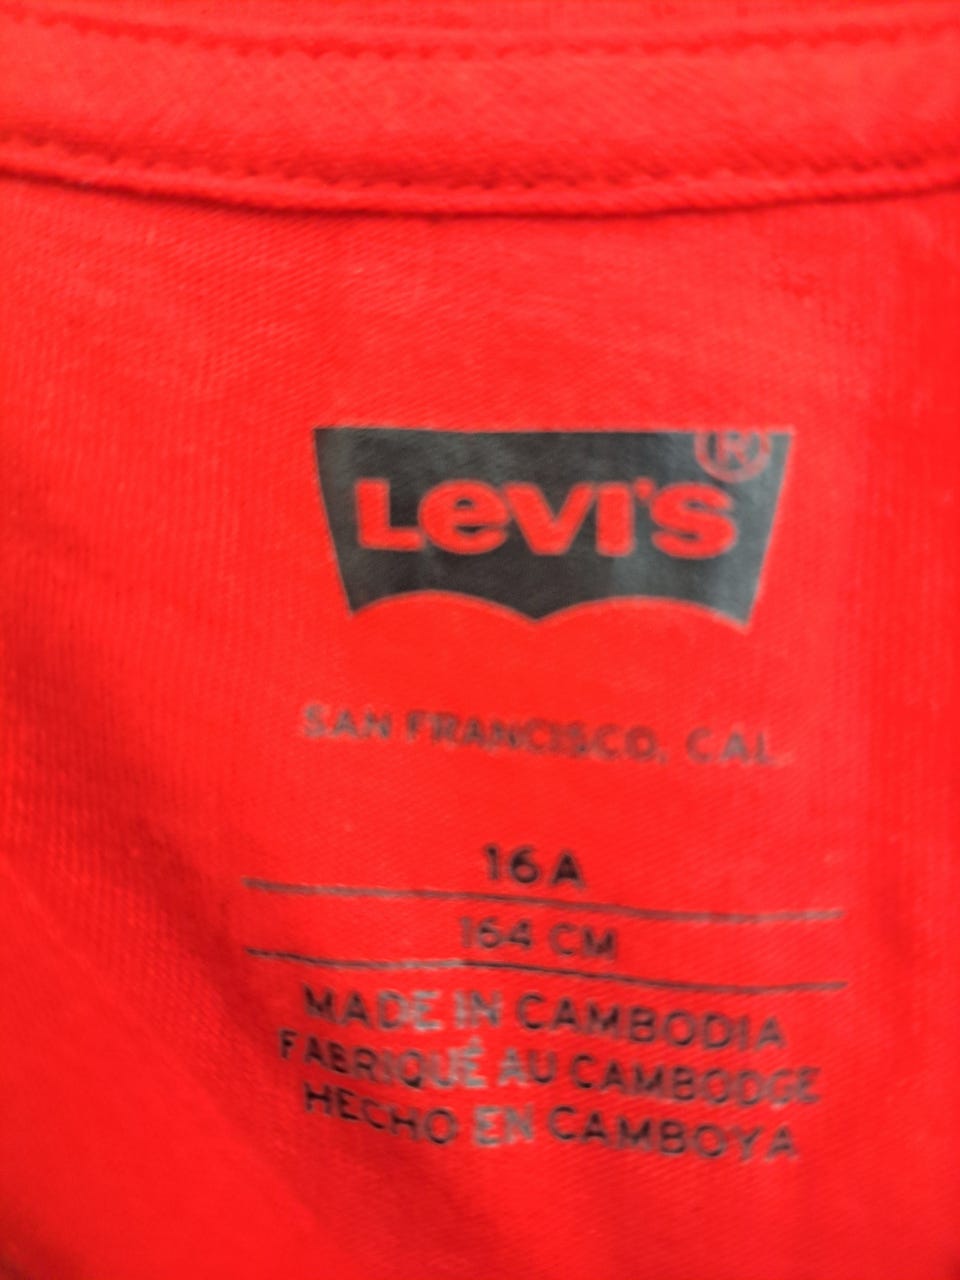 Levi's®
SAN FRANCISCO, CAL.
16A
164 CM
MADE IN CAMBODIA
FABRIQUÉ AU CAMBODGE
HECHO EN CAMBOYA